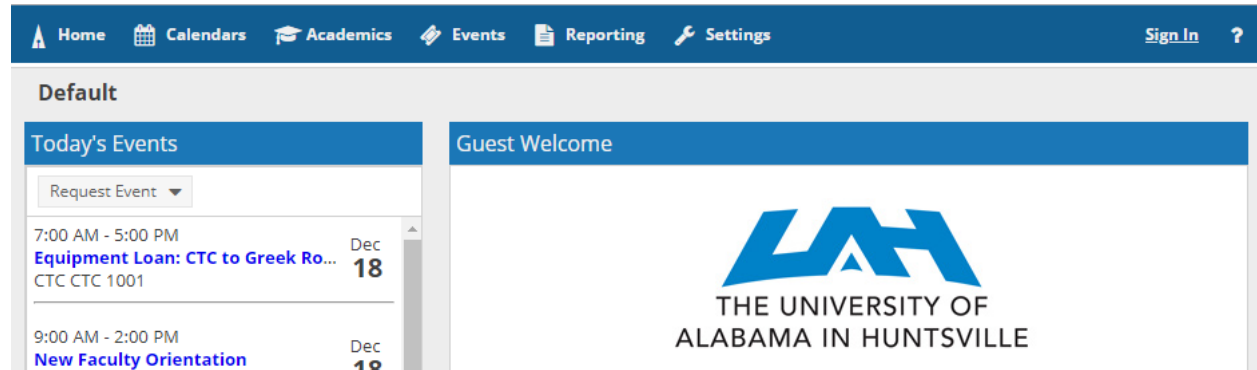 Home Calendars Academics Events Reporting Settings Sign In ?
Default
Today's Events
Request Event
7:00 AM - 5:00 PM
Equipment Loan: CTC to Greek Ro...
CTC CTC 1001
Dec
18
9:00 AM - 2:00 PM
New Faculty Orientation
Dec
18
Guest Welcome
UAH
THE UNIVERSITY OF
ALABAMA IN HUNTSVILLE